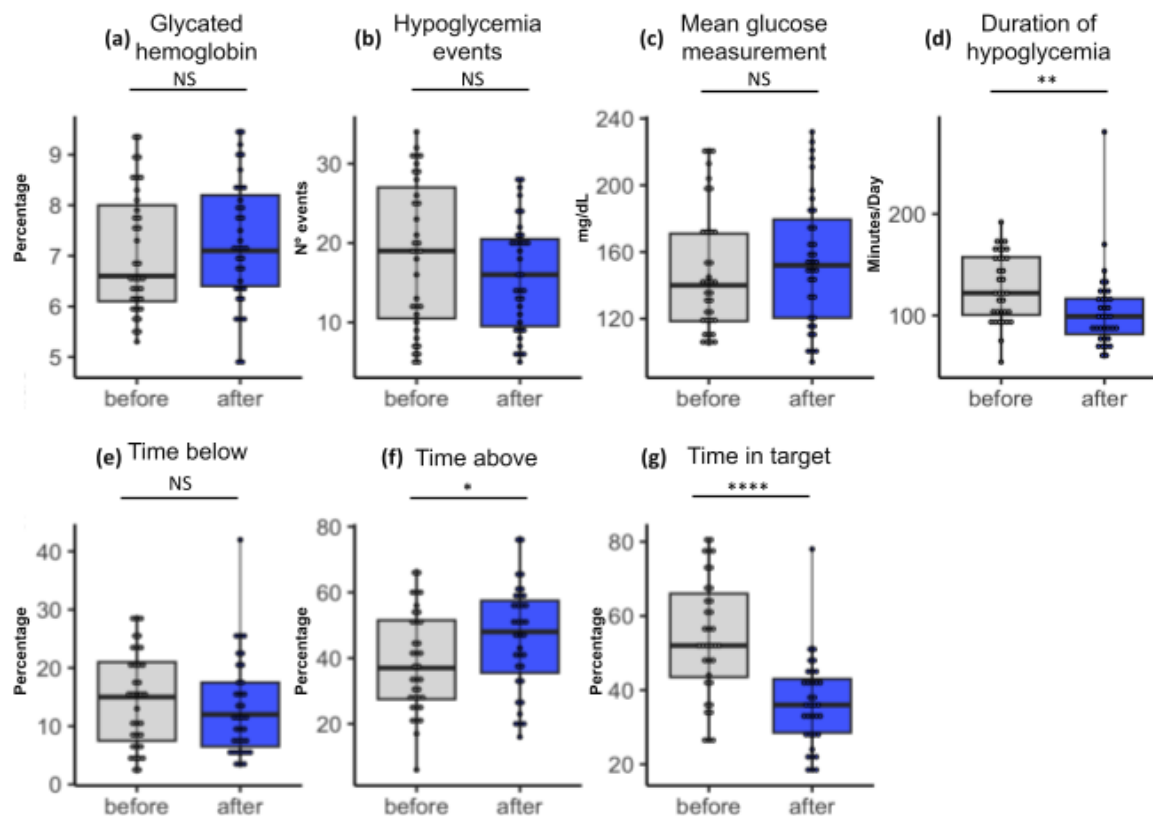 (a) Glycated
hemoglobin
NS
Percentage
9
8
7
6
5
before after
(b) Hypoglycemia
events
NS
N° events
30
20
10
before after
(c) Mean glucose
measurement
NS
mg/dL
240
200
160
120
before after
(d) Duration of
hypoglycemia
**
Minutes/Day
200
100
before after
(e) Time below
NS
Percentage
40
30
20
10
0
before after
(f) Time above
*
Percentage
80
60
40
20
before after
(g) Time in target
****
Percentage
80
60
40
20
before after